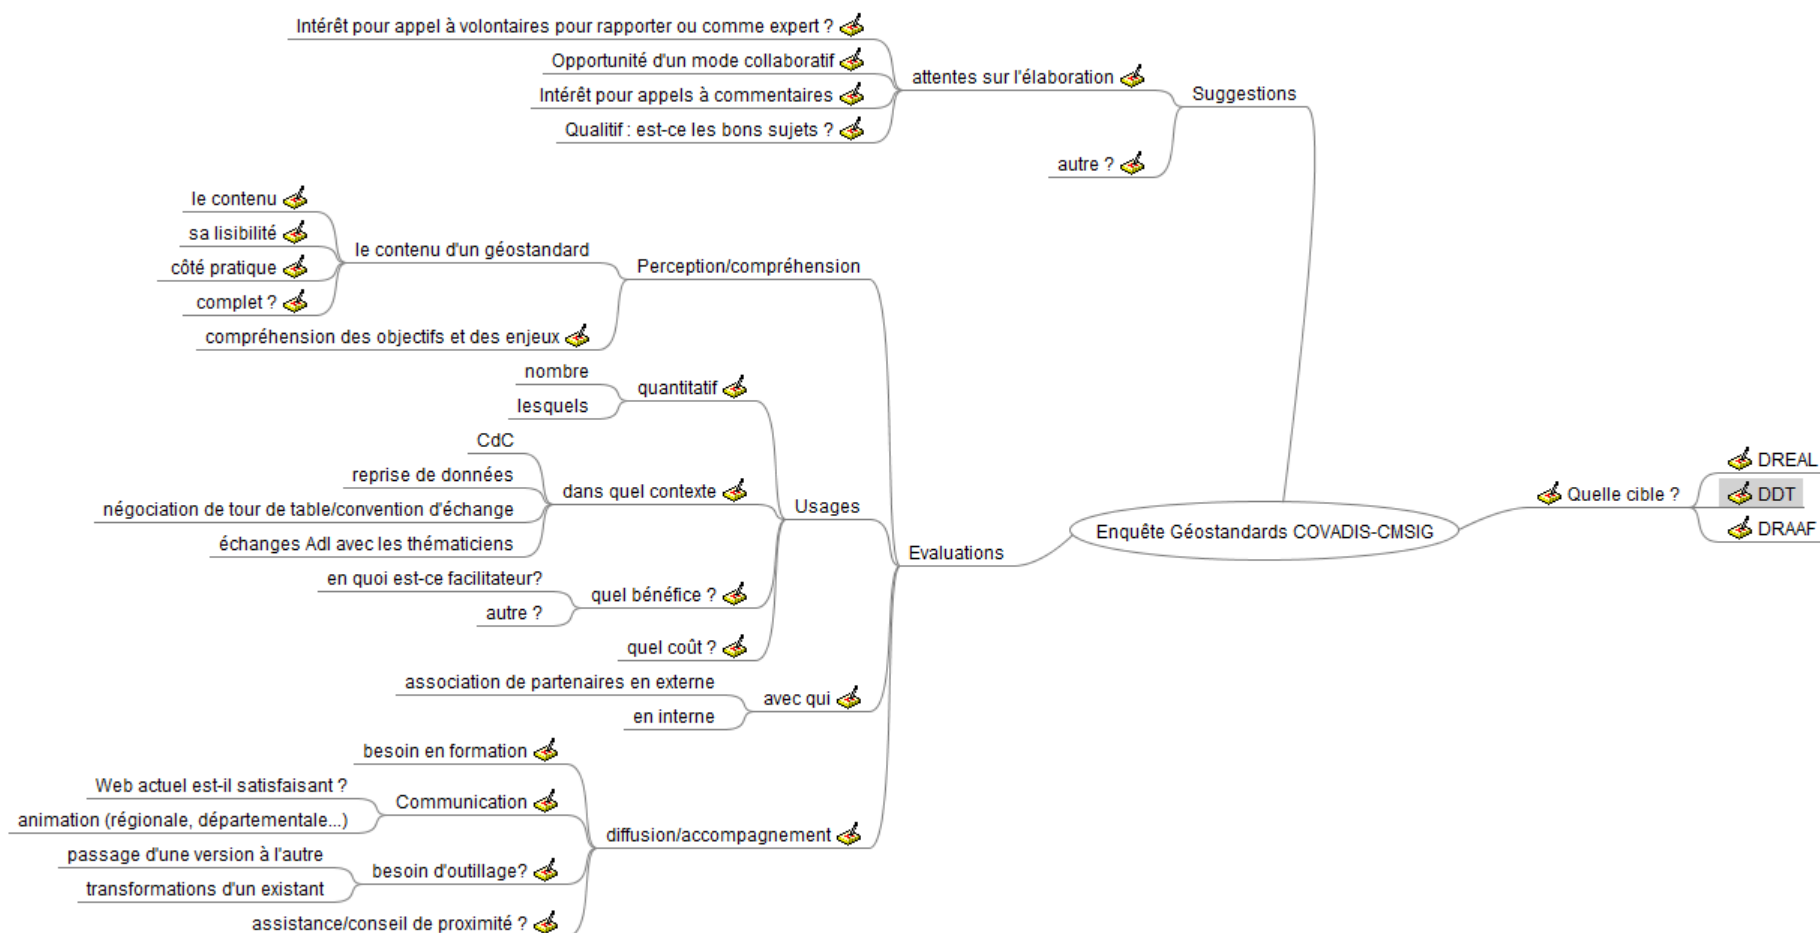 Intérêt pour appel à volontaires pour rapporter ou comme expert ?
Opportunité d'un mode collaboratif
Intérêt pour appels à commentaires
Qualitif : est-ce les bons sujets ?
attentes sur l'élaboration
autre ?
Suggestions
le contenu
sa lisibilité
côté pratique
complet ?
le contenu d'un géostandard
compréhension des objectifs et des enjeux
Perception/compréhension
nombre
lesquels
quantitatif
CdC
reprise de données
négociation de tour de table/convention d'échange
échanges Adl avec les thématiciens
dans quel contexte
en quoi est-ce facilitateur?
autre ?
quel bénéfice ?
quel coût ?
Usages
association de partenaires en externe
en interne
avec qui
besoin en formation
Web actuel est-il satisfaisant ?
animation (régionale, départementale...)
Communication
passage d'une version à l'autre
transformations d'un existant
besoin d'outillage?
assistance/conseil de proximité ?
diffusion/accompagnement
Evaluations
Enquête Géostandards COVADIS-CMSIG
Quelle cible ?
DREAL
DDT
DRAAF